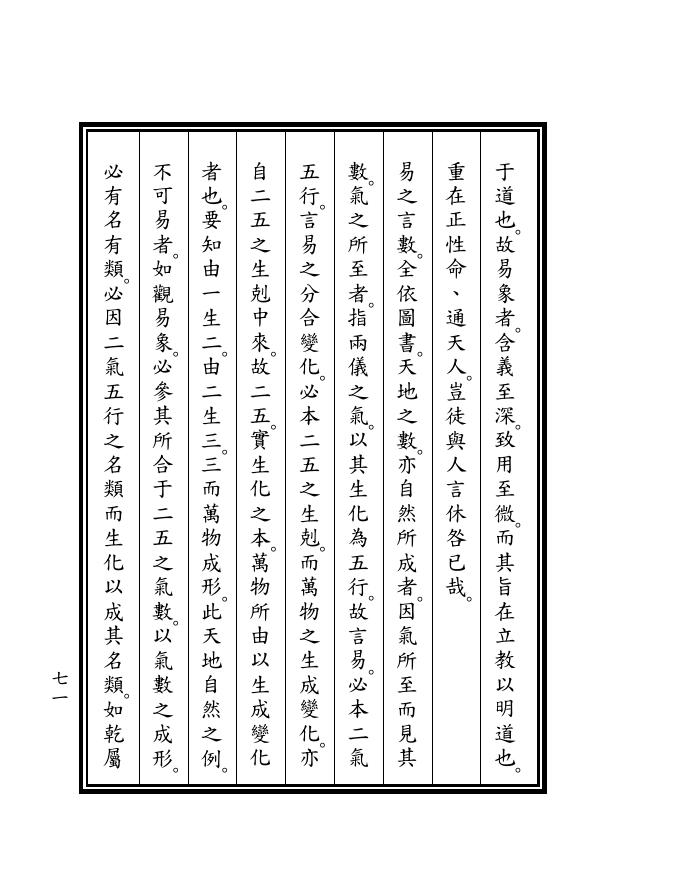 于道也。故易象者。含義至深。致用至微。而其旨在立教以明道也。
重在正性命、通天人。豈徒與人言休咎已哉。
易之言數。全依圖書。天地之數。亦自然所成者。因氣所至而見其
數。氣之所至者。指兩儀之氣。以其生化為五行。故言易。必本二氣
五行。言易之分合變化。必本二五之生剋。而萬物之生成變化。亦
自二五之生剋中來。故二五。實生化之本。萬物所由以生成變化
者也。要知由一生二。由二生三。三而萬物成形。此天地自然之例。
不可易者。如觀易象。必參其所合于二五之氣數。以氣數之成形。
必有名有類。必因二氣五行之名類而生化以成其名類。如乾屬
七一